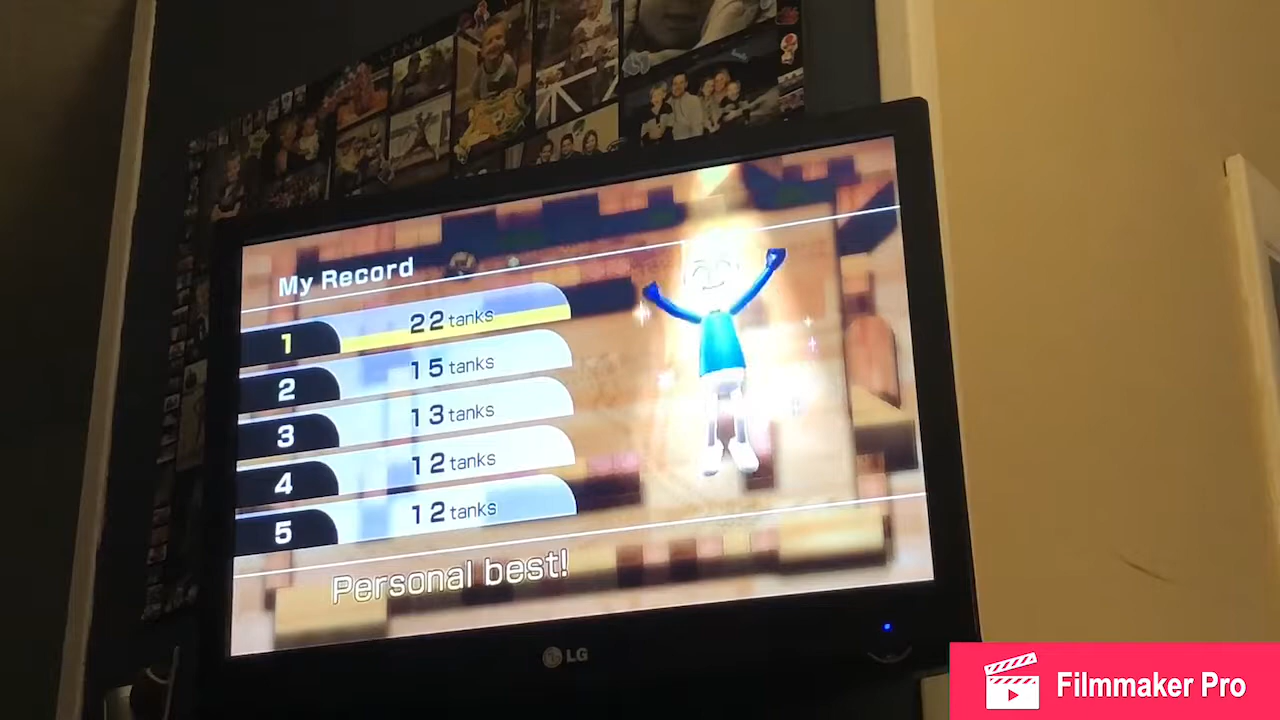 My Record
1 22 tanks
2 15 tanks
3 13 tanks
4 12 tanks
5 12 tanks
Personal best!
LG
Filmmaker Pro